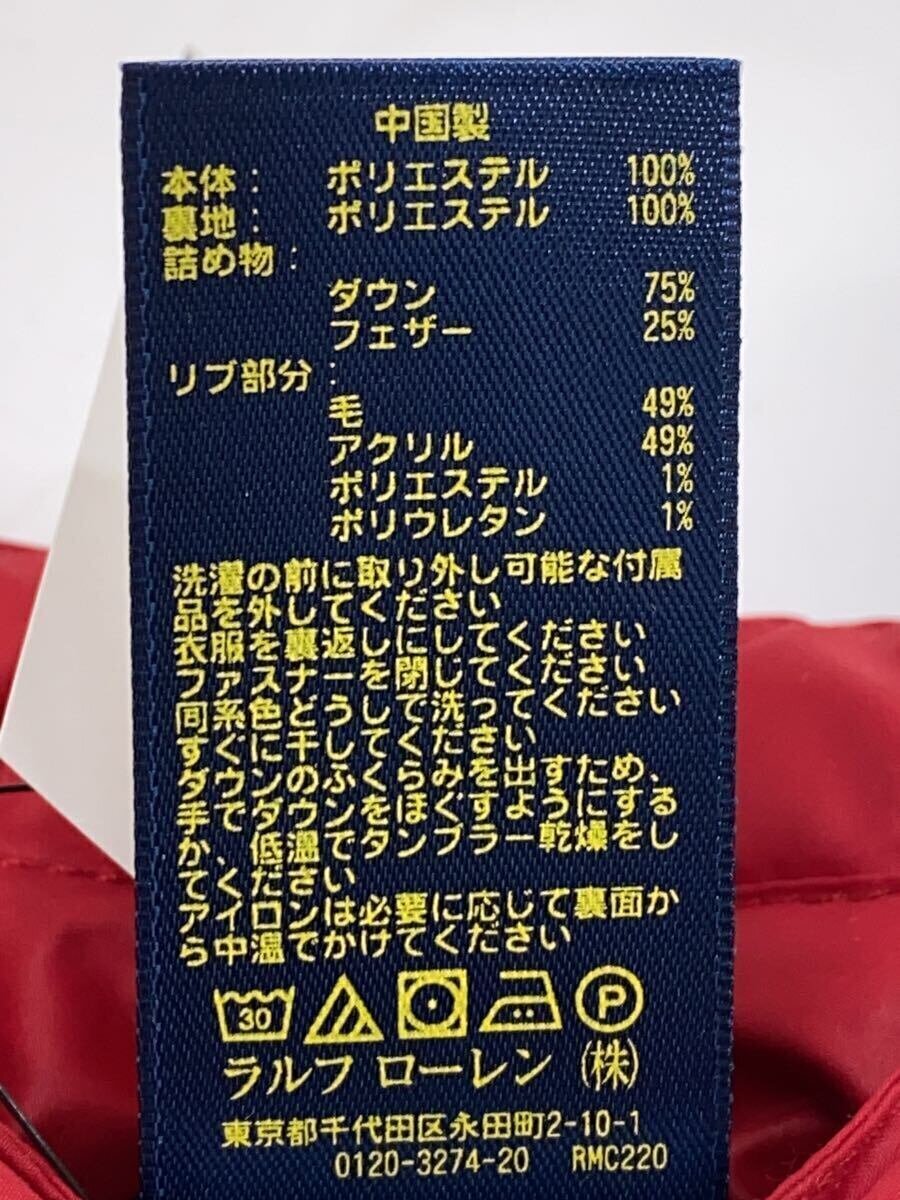 中国製
本体： ポリエステル 100%
裏地： ポリエステル 100%
詰め物：
ダウン 75%
フェザー 25%
リブ部分：
毛 49%
アクリル 49%
ポリエステル 1%
ポリウレタン 1%
洗濯の前に取り外し可能な付属
品を外してください
衣服を裏返しにしてください
ファスナーを閉じてください
同系色どうしで洗ってください
すぐに干してください
ダウンのふくらみを出すため、
手でダウンをほぐすようにする
か、低温でタンブラー乾燥をし
てください
アイロンは必要に応じて裏面か
ら中温でかけてください
30 P
ラルフ ローレン (株)
東京都千代田区永田町2-10-1
0120-3274-20 RMC220